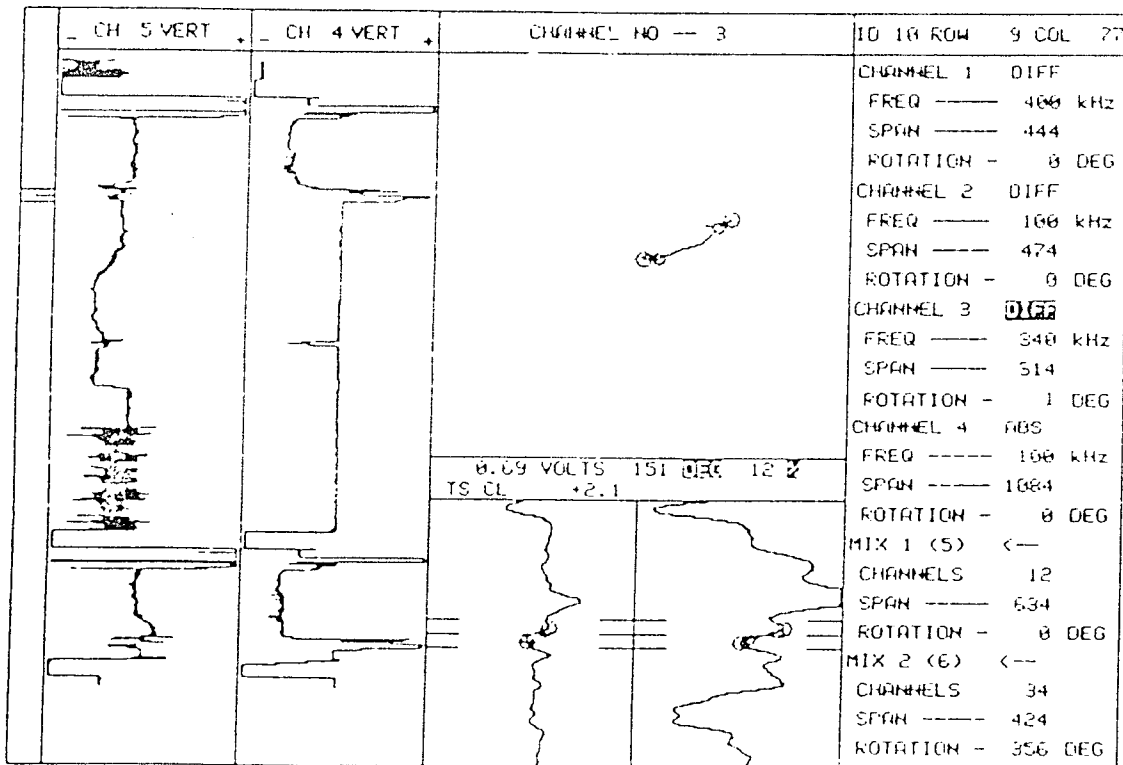 _ CH 5 VERT +
_ CH 4 VERT +
CHANNEL NO -- 3
ID 10 ROW 9 COL 77
CHANNEL 1 DIFF
FREQ ----- 400 kHz
SPAN ----- 444
ROTATION - 0 DEG
CHANNEL 2 DIFF
FREQ ----- 100 kHz
SPAN ----- 474
ROTATION - 0 DEG
CHANNEL 3 DIFF
FREQ ----- 340 kHz
SPAN ----- 514
ROTATION - 1 DEG
CHANNEL 4 ABS
FREQ ----- 100 kHz
SPAN ----- 1084
ROTATION - 0 DEG
MIX 1 (5) <--
CHANNELS 12
SPAN ----- 634
ROTATION - 0 DEG
MIX 2 (6) <--
CHANNELS 34
SPAN ----- 424
ROTATION - 356 DEG
0.69 VOLTS 151 DEG 12 %
TS CL +2.1